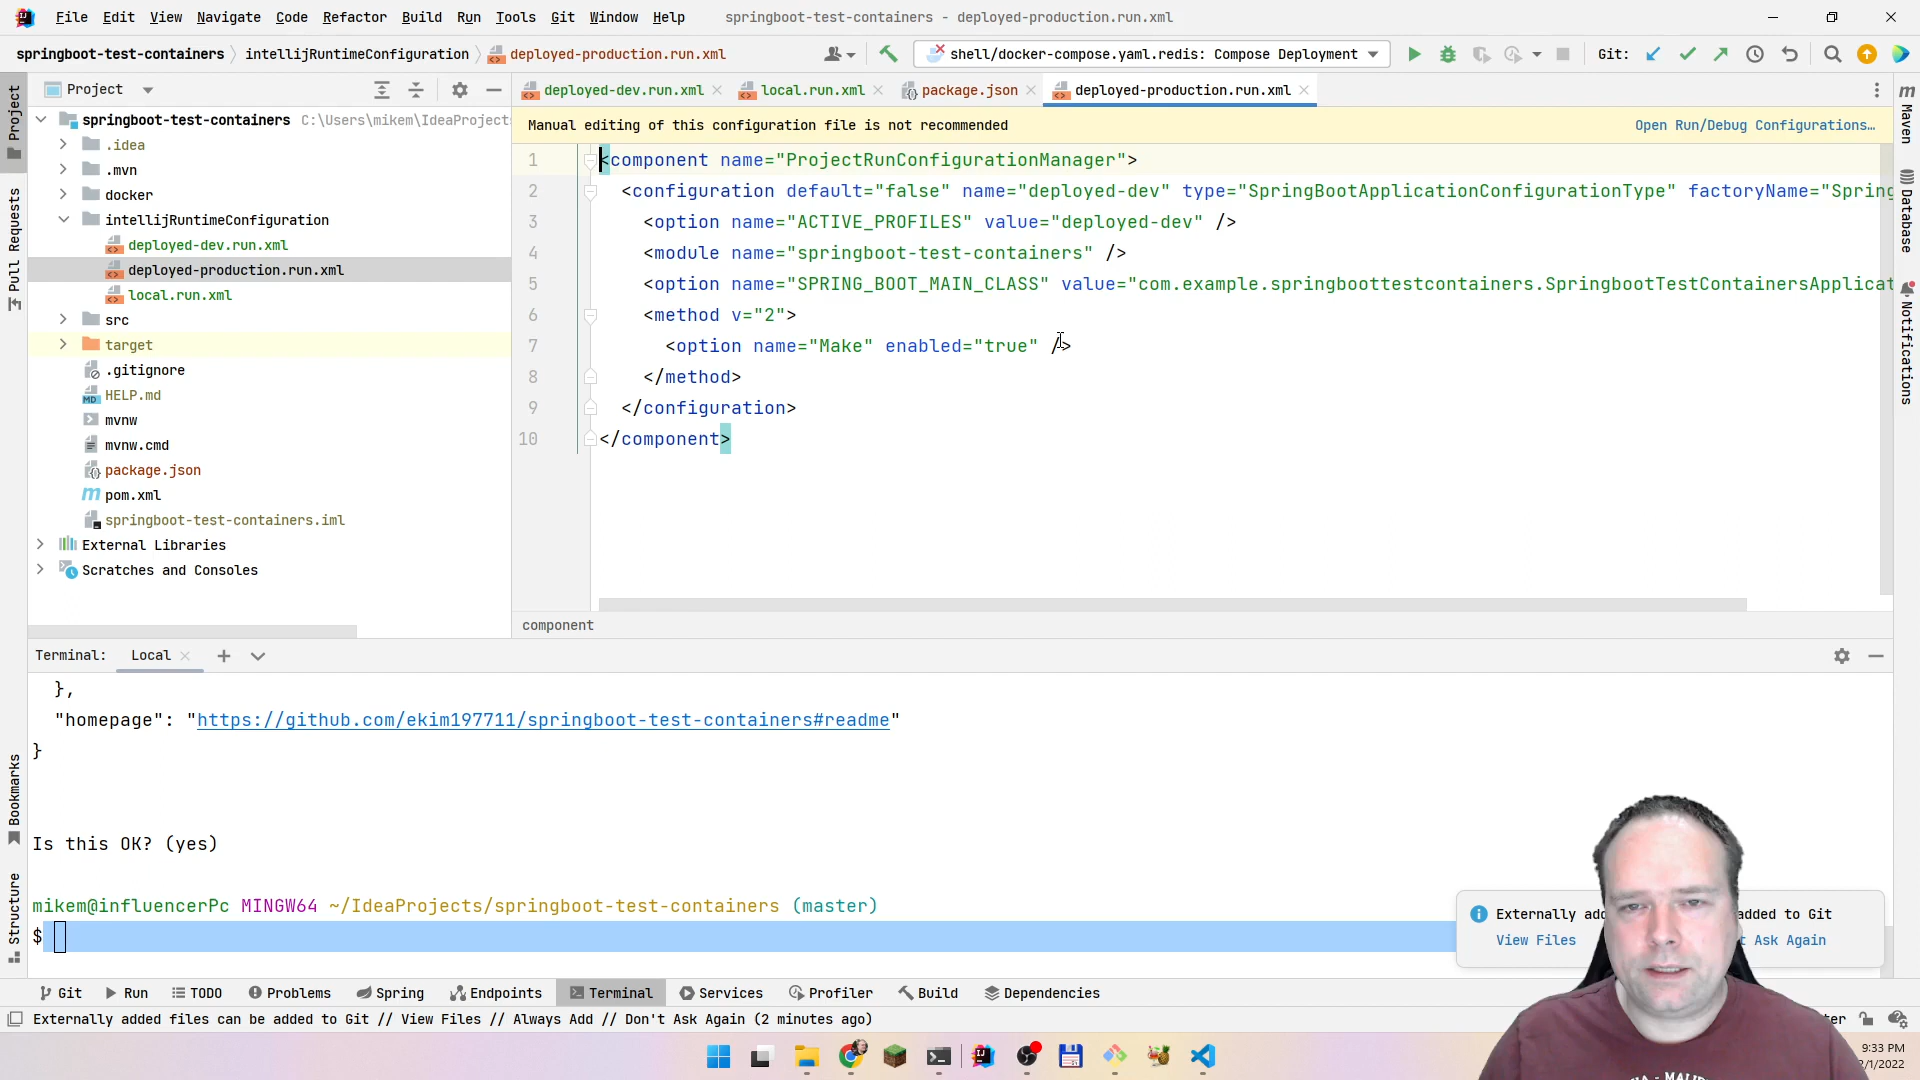 File Edit View Navigate Code Refactor Build Run Tools Git Window Help springboot-test-containers - deployed-production.run.xml
springboot-test-containers intellijRuntimeConfiguration deployed-production.run.xml shell/docker-compose.yaml.redis: Compose Deployment Git:
Project
deployed-dev.run.xml local.run.xml package.json deployed-production.run.xml
springboot-test-containers C:\Users\mikem\IdeaProject
.idea
.mvn
docker
intellijRuntimeConfiguration
deployed-dev.run.xml
deployed-production.run.xml
local.run.xml
src
target
.gitignore
HELP.md
mvnw
mvnw.cmd
package.json
pom.xml
springboot-test-containers.iml
External Libraries
Scratches and Consoles
Manual editing of this configuration file is not recommended Open Run/Debug Configurations…
1 <component name="ProjectRunConfigurationManager">
2 <configuration default="false" name="deployed-dev" type="SpringBootApplicationConfigurationType" factoryName="Spring
3 <option name="ACTIVE_PROFILES" value="deployed-dev" />
4 <module name="springboot-test-containers" />
5 <option name="SPRING_BOOT_MAIN_CLASS" value="com.example.springboottestcontainers.SpringbootTestContainersApplicat
6 <method v="2">
7 <option name="Make" enabled="true" />
8 </method>
9 </configuration>
10 </component>
component
Project
Pull Requests
Bookmarks
Structure
Maven
Database
Notifications
Terminal: Local
},
"homepage": "https://github.com/ekim197711/springboot-test-containers#readme"
}
Is this OK? (yes)
mikem@influencerPc MINGW64 ~/IdeaProjects/springboot-test-containers (master)
$
Externally ad added to Git
View Files t Ask Again
Git Run TODO Problems Spring Endpoints Terminal Services Profiler Build Dependencies
Externally added files can be added to Git // View Files // Always Add // Don't Ask Again (2 minutes ago)
9:33 PM
/1/2022